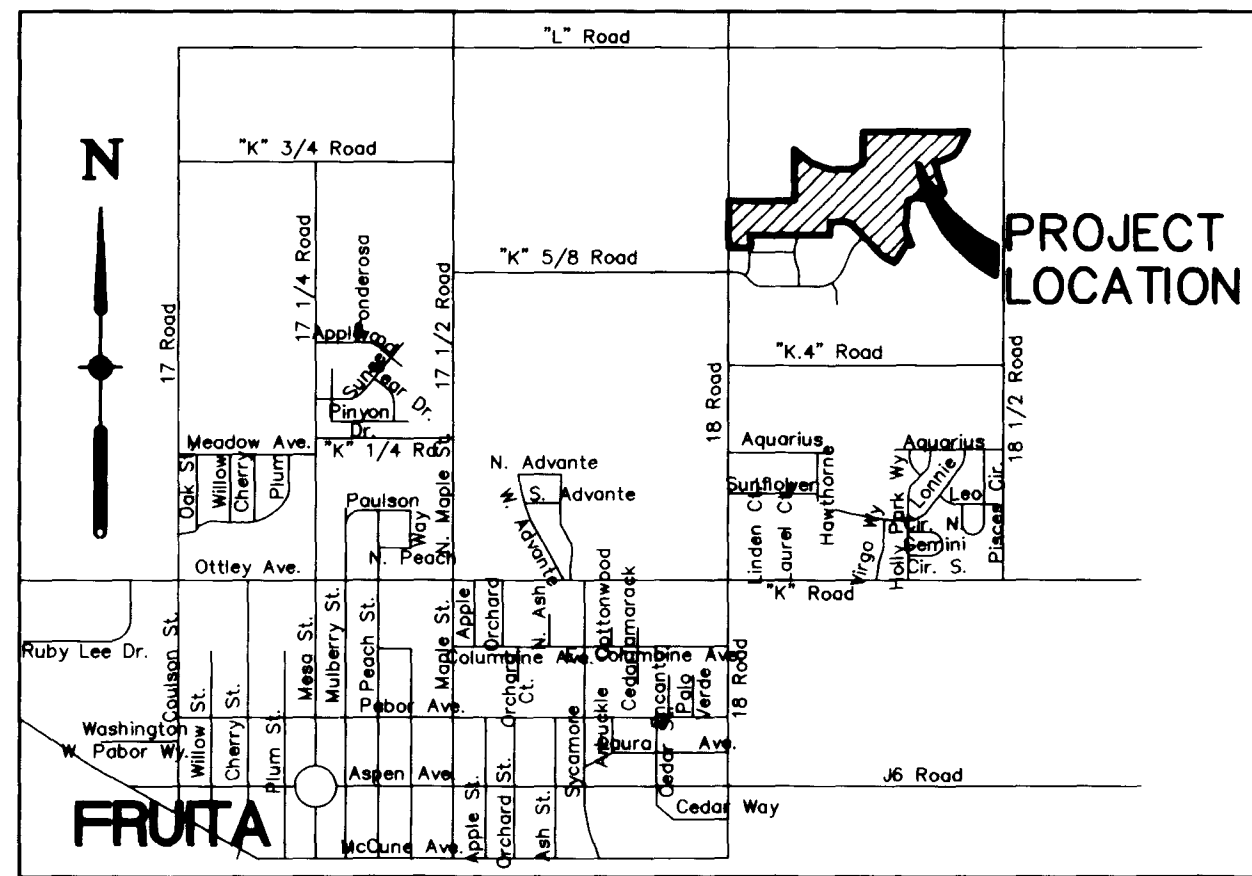 "L" Road
N
"K" 3/4 Road
17 1/4 Road
Ponderosa
17 1/2 Road
"K" 5/8 Road
PROJECT
LOCATION
17 Road
Applewood
Sunset
Pear Dr.
Pinyon
Dr.
"K.4" Road
18 Road
18 1/2 Road
Meadow Ave.
"K" 1/4 Rd.
N. Maple St.
Oak St
Willow
Cherry
Plum
Paulson
Way
N. Peach
N. Advante
S. Advante
W. Advante
Aquarius
Aquarius
Sunflower
Linden Ct.
Laurel Ct.
Hawthorne
Virgo Wy
Holly Park Wy
Lonnie
Leo
Cir. N.
Gemini
Cir. S.
Pisces Cir.
Ottley Ave.
"K" Road
Ruby Lee Dr.
Coulson St.
Mesa St.
Mulberry St.
Peach St.
Maple St.
Apple
Orchard
N. Ash
Cottonwood
Tamarack
Cedar
Columbine Ave.
Columbine Ave.
Orchard
Ct.
Encanto
Palo
Verde
18 Road
Pabor Ave.
Washington
W. Pabor Wy.
Willow St.
Cherry St.
Plum St.
Sycamore
Arbuckle
Laura Ave.
Cedar
Aspen Ave.
J6 Road
Apple St.
Orchard St.
Ash St.
Cedar Way
FRUITA
McCune Ave.